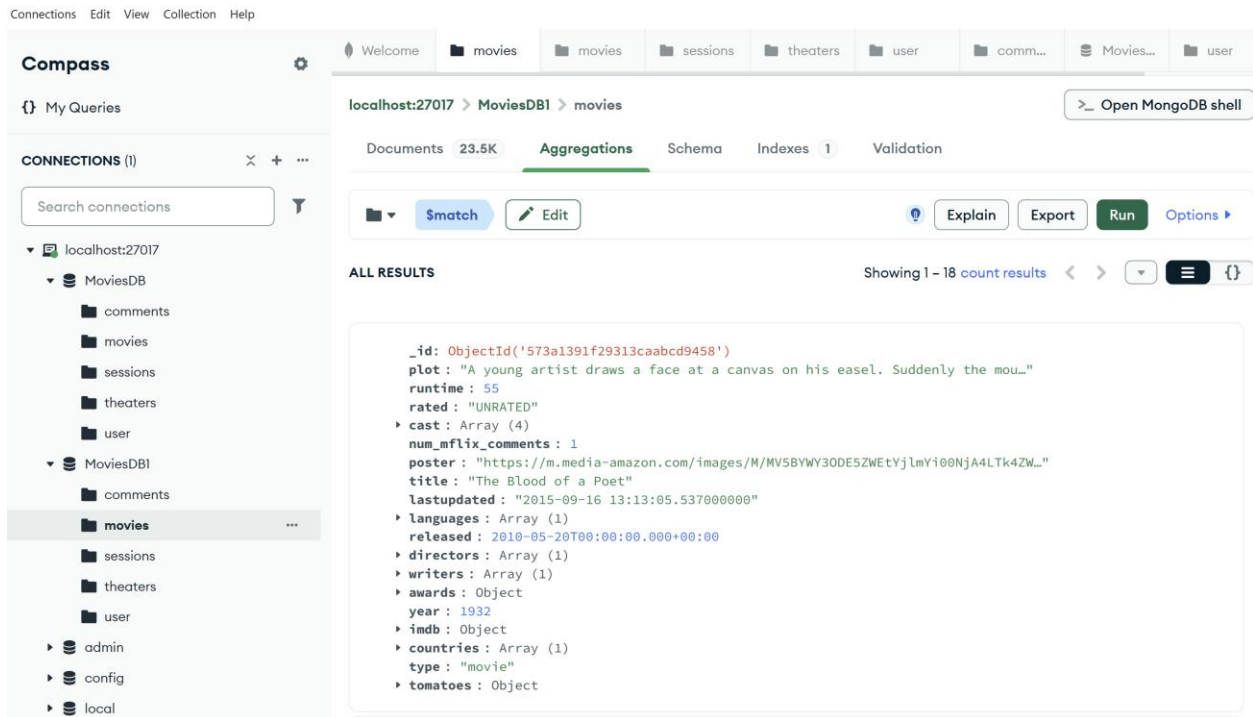 Connections Edit View Collection Help
Compass
{} My Queries
CONNECTIONS (1)
Search connections
localhost:27017
MoviesDB
comments
movies
sessions
theaters
user
MoviesDB1
comments
movies
sessions
theaters
user
admin
config
local
Welcome movies movies sessions theaters user comm... Movies... user
localhost:27017 > MoviesDB1 > movies
>_ Open MongoDB shell
Documents 23.5K Aggregations Schema Indexes 1 Validation
$match Edit Explain Export Run Options
ALL RESULTS Showing 1 – 18 count results {}
_id: ObjectId('573a1391f29313caabcd9458')
plot : "A young artist draws a face at a canvas on his easel. Suddenly the mou…"
runtime : 55
rated : "UNRATED"
cast : Array (4)
num_mflix_comments : 1
poster : "https://m.media-amazon.com/images/M/MV5BYWY3ODE5ZWEtYjlmYi00NjA4LTk4ZW…"
title : "The Blood of a Poet"
lastupdated : "2015-09-16 13:13:05.537000000"
languages : Array (1)
released : 2010-05-20T00:00:00.000+00:00
directors : Array (1)
writers : Array (1)
awards : Object
year : 1932
imdb : Object
countries : Array (1)
type : "movie"
tomatoes : Object